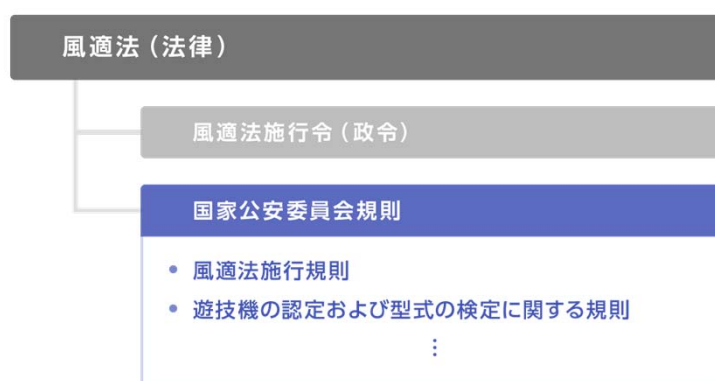 風適法（法律）
風適法施行令（政令）
国家公安委員会規則
• 風適法施行規則
• 遊技機の認定および型式の検定に関する規則
⋮